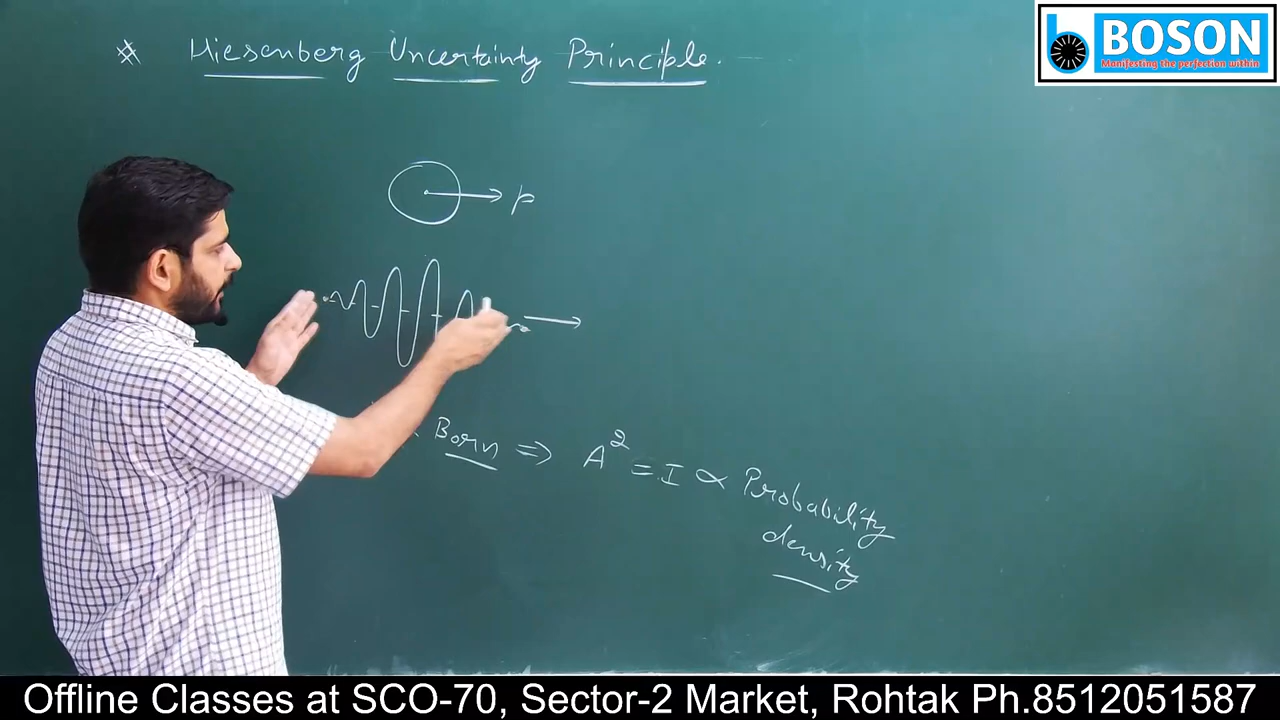 * Hiesenberg Uncertainty Principle.
BOSON
Manifesting the perfection within
p
Born ⇒ A² = I ∝ Probability
density
Offline Classes at SCO-70, Sector-2 Market, Rohtak Ph.8512051587